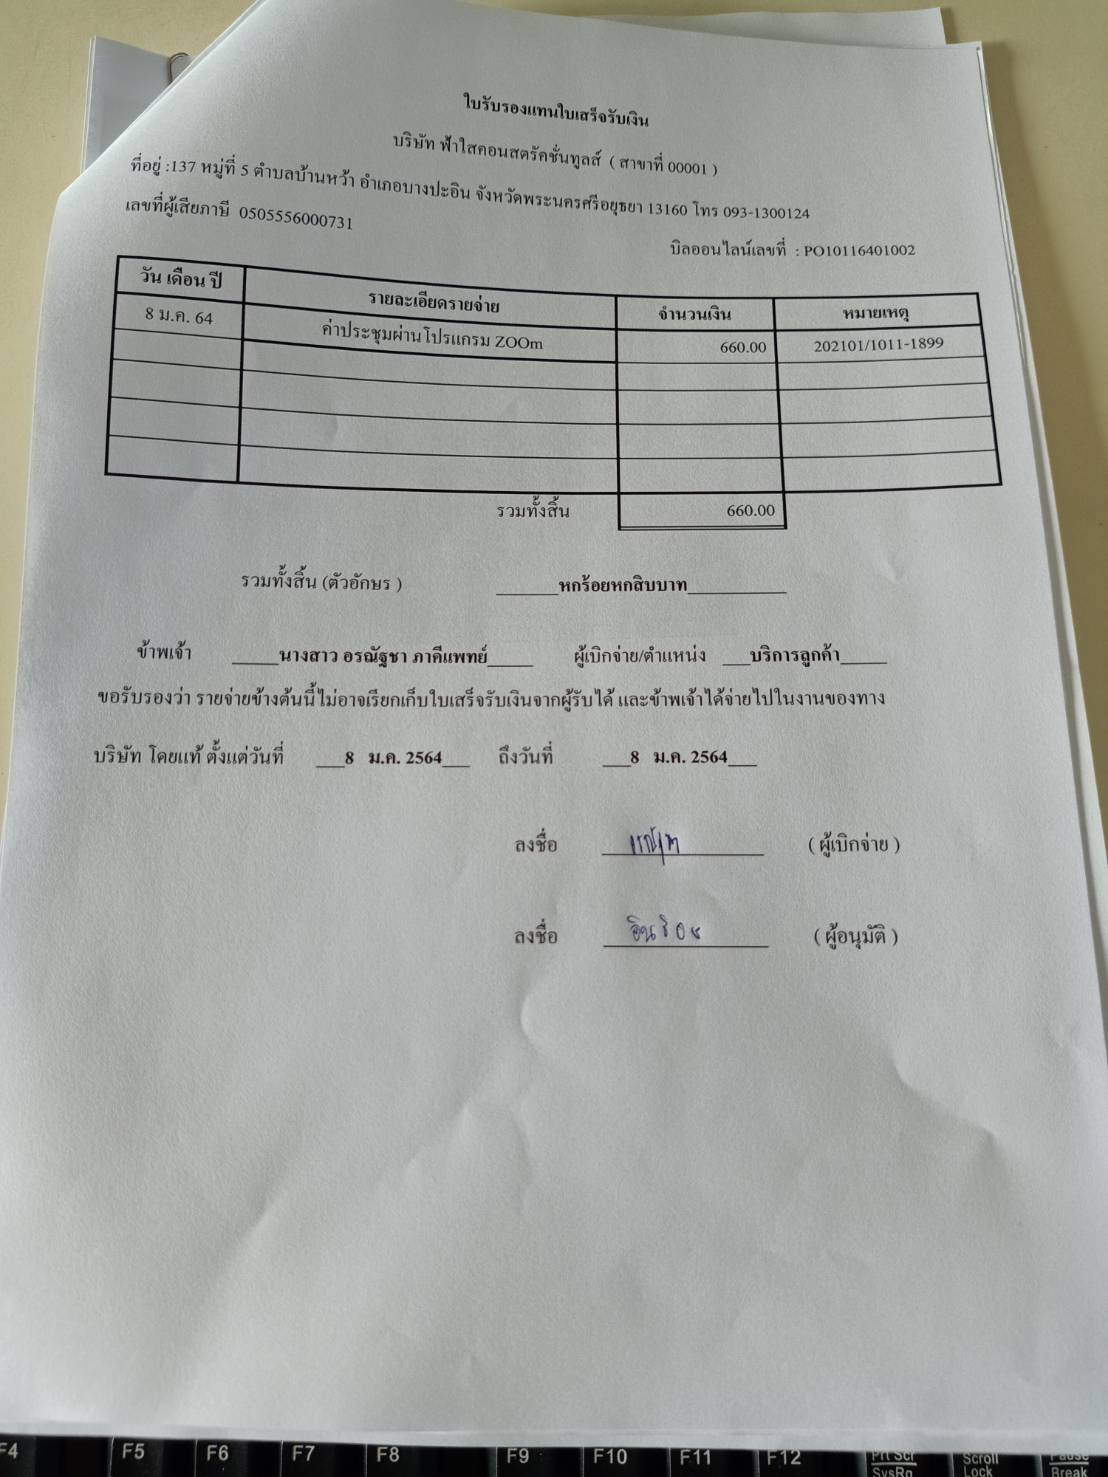 ใบรับรองแทนใบเสร็จรับเงิน
บริษัท ฟ้าใสคอนสตรัคชั่นทูลส์ ( สาขาที่ 00001 )
ที่อยู่ :137 หมู่ที่ 5 ตำบลบ้านหว้า อำเภอบางปะอิน จังหวัดพระนครศรีอยุธยา 13160 โทร 093-1300124
เลขที่ผู้เสียภาษี 0505556000731
บิลออนไลน์เลขที่ : PO10116401002
วัน เดือน ปี รายละเอียดรายจ่าย จำนวนเงิน หมายเหตุ
8 ม.ค. 64 ค่าประชุมผ่านโปรแกรม ZOOm 660.00 202101/1011-1899
รวมทั้งสิ้น 660.00
รวมทั้งสิ้น (ตัวอักษร ) ______หกร้อยหกสิบบาท__________
ข้าพเจ้า _____นางสาว อรณัฐชา ภาคีแพทย์_____ ผู้เบิกจ่าย/ตำแหน่ง ___บริการลูกค้า_____
ขอรับรองว่า รายจ่ายข้างต้นนี้ไม่อาจเรียกเก็บใบเสร็จรับเงินจากผู้รับได้ และข้าพเจ้าได้จ่ายไปในงานของทาง
บริษัท โดยแท้ ตั้งแต่วันที่ ___8 ม.ค. 2564___ ถึงวันที่ ___8 ม.ค. 2564___
ลงชื่อ ( ผู้เบิกจ่าย )
ลงชื่อ ( ผู้อนุมัติ )
F4 F5 F6 F7 F8 F9 F10 F11 F12 Prt Scr Scroll Pause
SysRq Lock Break